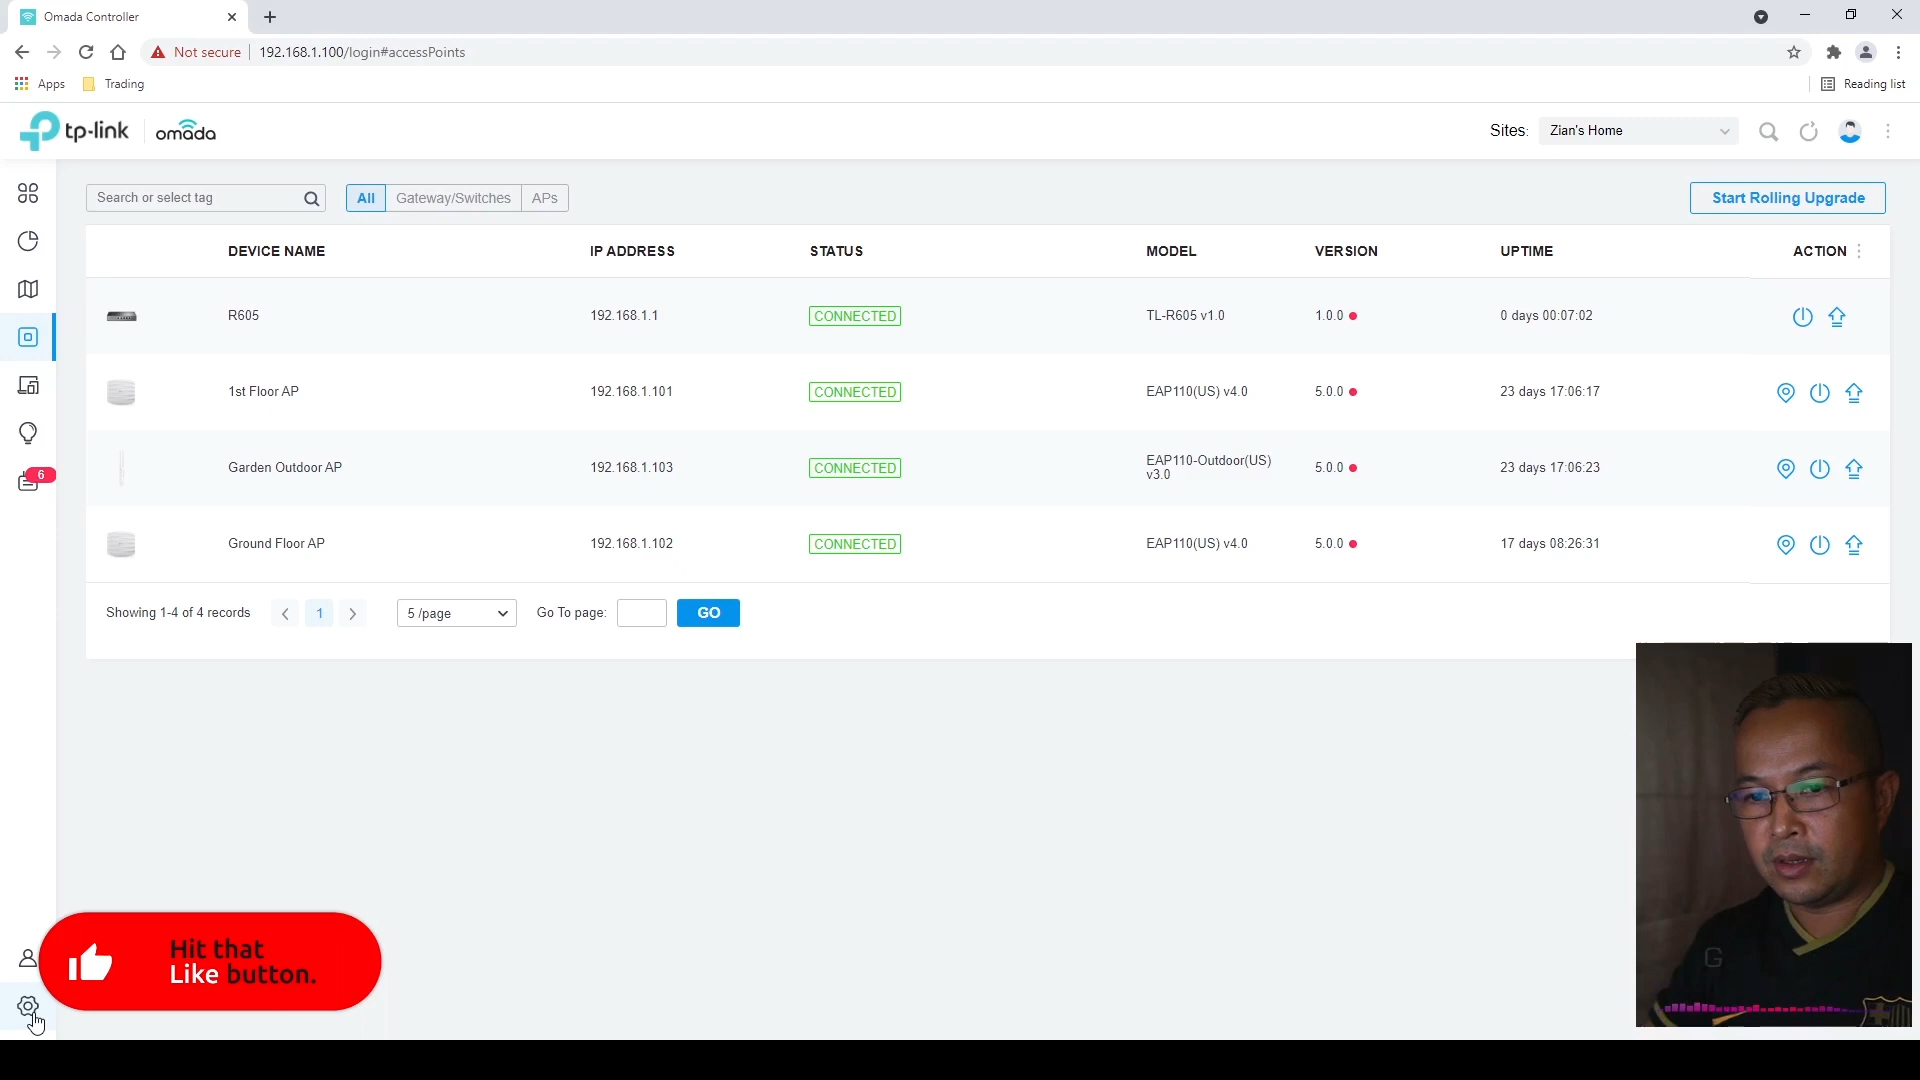 Omada Controller
Not secure 192.168.1.100/login#accessPoints
Apps Trading Reading list
tp-link omada Sites: Zian's Home
Search or select tag All Gateway/Switches APs Start Rolling Upgrade
DEVICE NAME IP ADDRESS STATUS MODEL VERSION UPTIME ACTION
R605 192.168.1.1 CONNECTED TL-R605 v1.0 1.0.0 0 days 00:07:02
1st Floor AP 192.168.1.101 CONNECTED EAP110(US) v4.0 5.0.0 23 days 17:06:17
Garden Outdoor AP 192.168.1.103 CONNECTED EAP110-Outdoor(US) 5.0.0 23 days 17:06:23
v3.0
6
Ground Floor AP 192.168.1.102 CONNECTED EAP110(US) v4.0 5.0.0 17 days 08:26:31
Showing 1-4 of 4 records 1 5 /page Go To page: GO
Hit that
Like button.
G